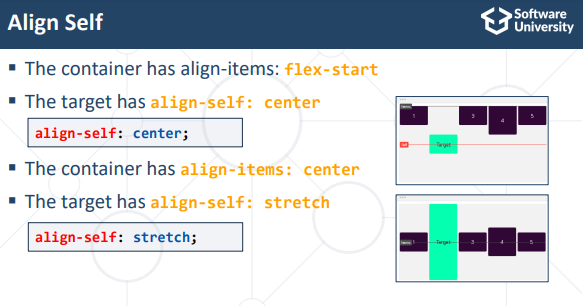 Align Self
Software
University
The container has align-items: flex-start
The target has align-self: center
align-self: center;
The container has align-items: center
The target has align-self: stretch
align-self: stretch;
1
3
4
5
Target
1
Target
3
4
5